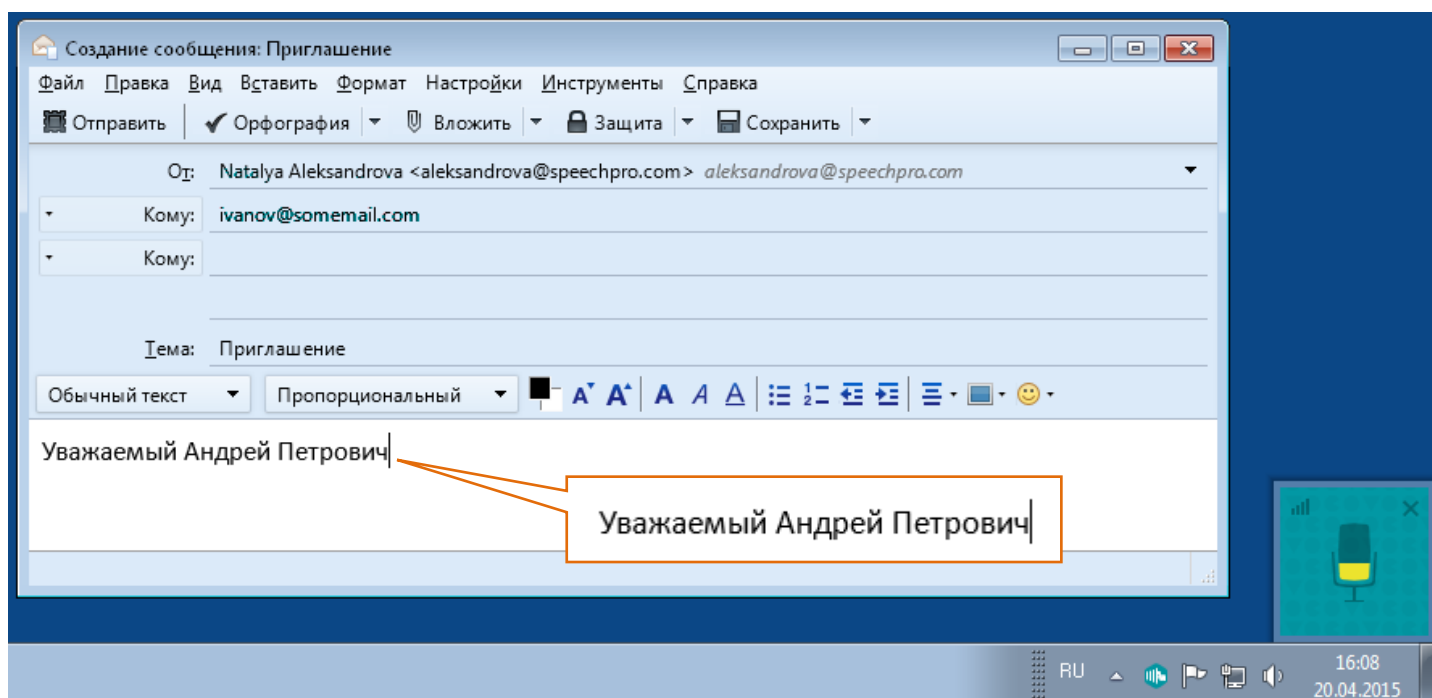 Создание сообщения: Приглашение
Файл Правка Вид Вставить Формат Настройки Инструменты Справка
Отправить Орфография Вложить Защита Сохранить
От: Natalya Aleksandrova <aleksandrova@speechpro.com> aleksandrova@speechpro.com
Кому: ivanov@somemail.com
Кому:
Тема: Приглашение
Обычный текст Пропорциональный
Уважаемый Андрей Петрович
Уважаемый Андрей Петрович
RU 16:08
20.04.2015